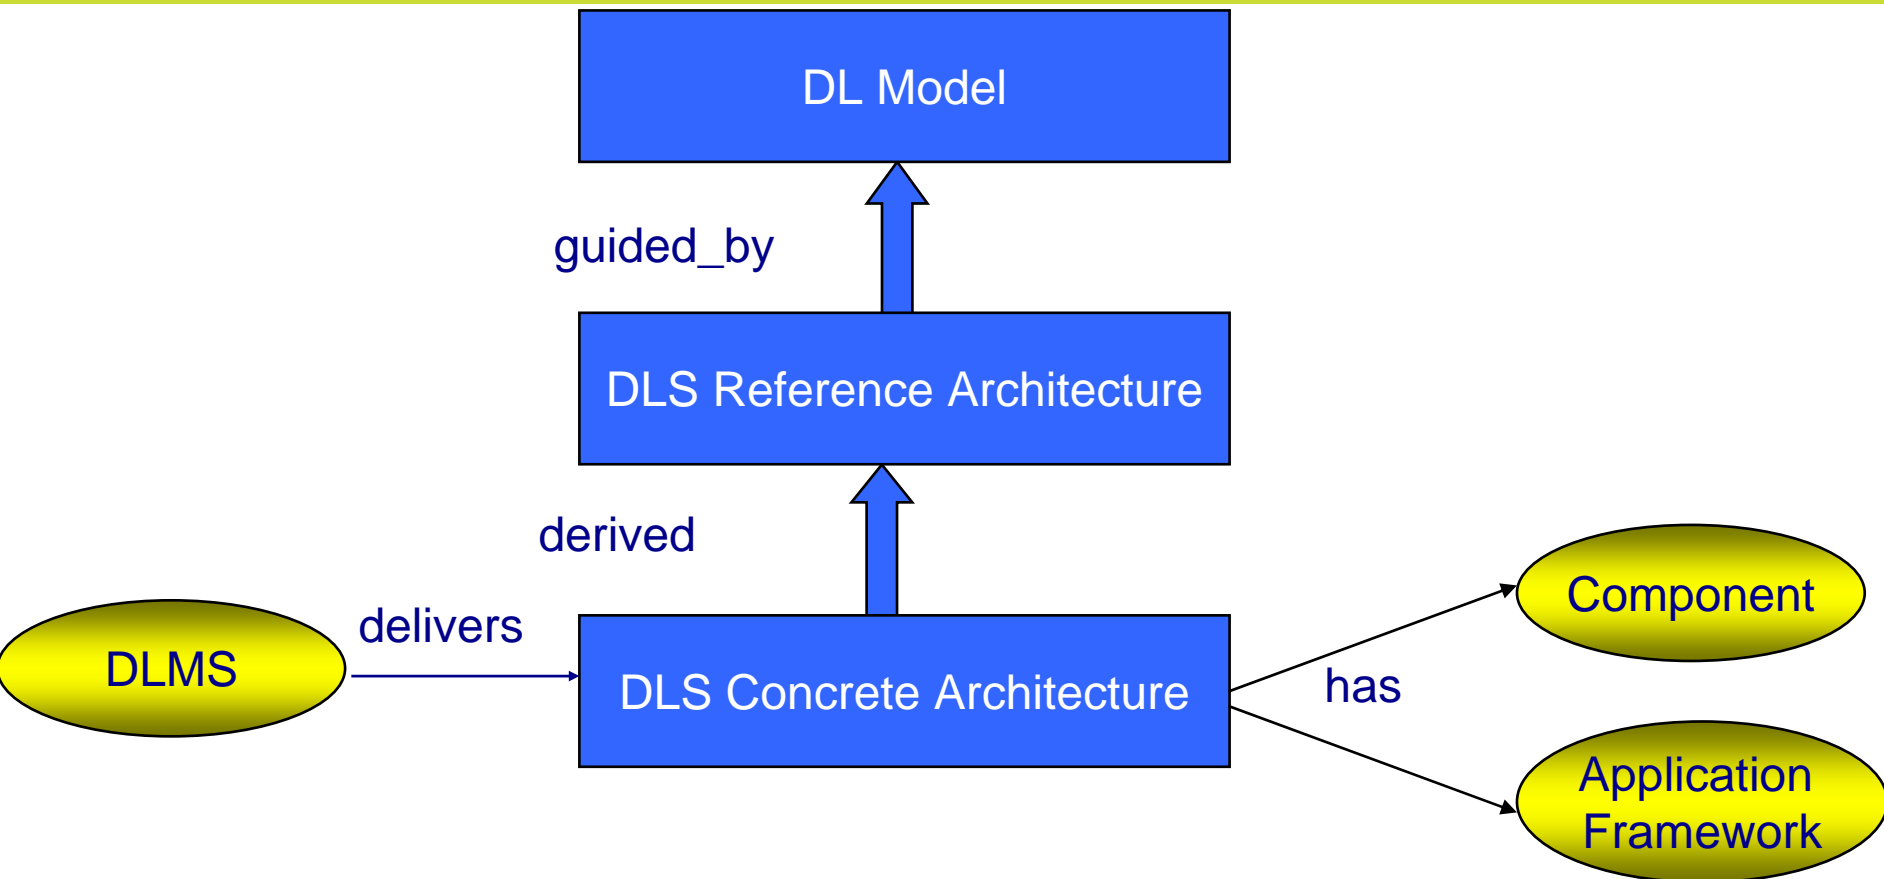 DL Model
guided_by
DLS Reference Architecture
derived
Component
delivers
DLMS
DLS Concrete Architecture
has
Application
Framework